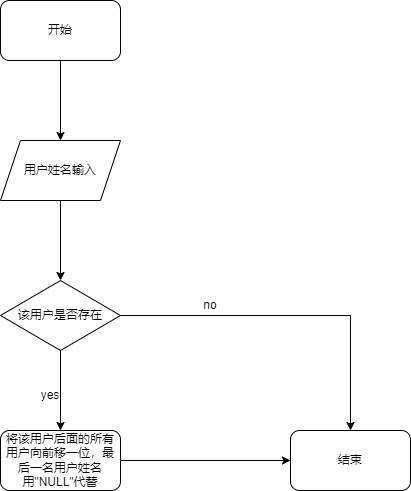 开始
用户姓名输入
该用户是否存在
no
yes
将该用户后面的所有
用户向前移一位，最
后一名用户姓名
用"NULL"代替
结束